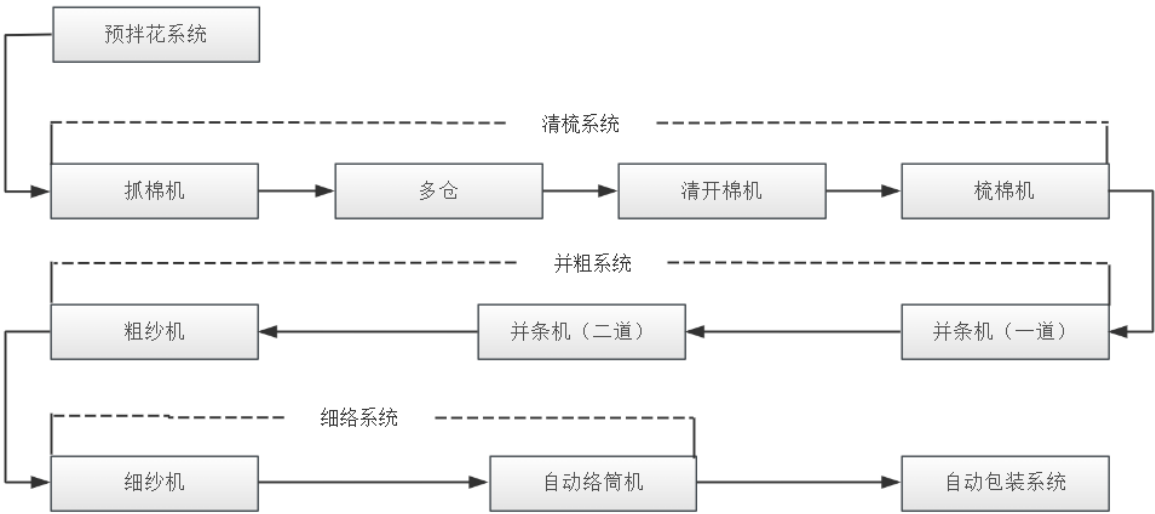 预拌花系统
清梳系统
抓棉机
多仓
清开棉机
梳棉机
并粗系统
粗纱机
并条机（二道）
并条机（一道）
细络系统
细纱机
自动络筒机
自动包装系统